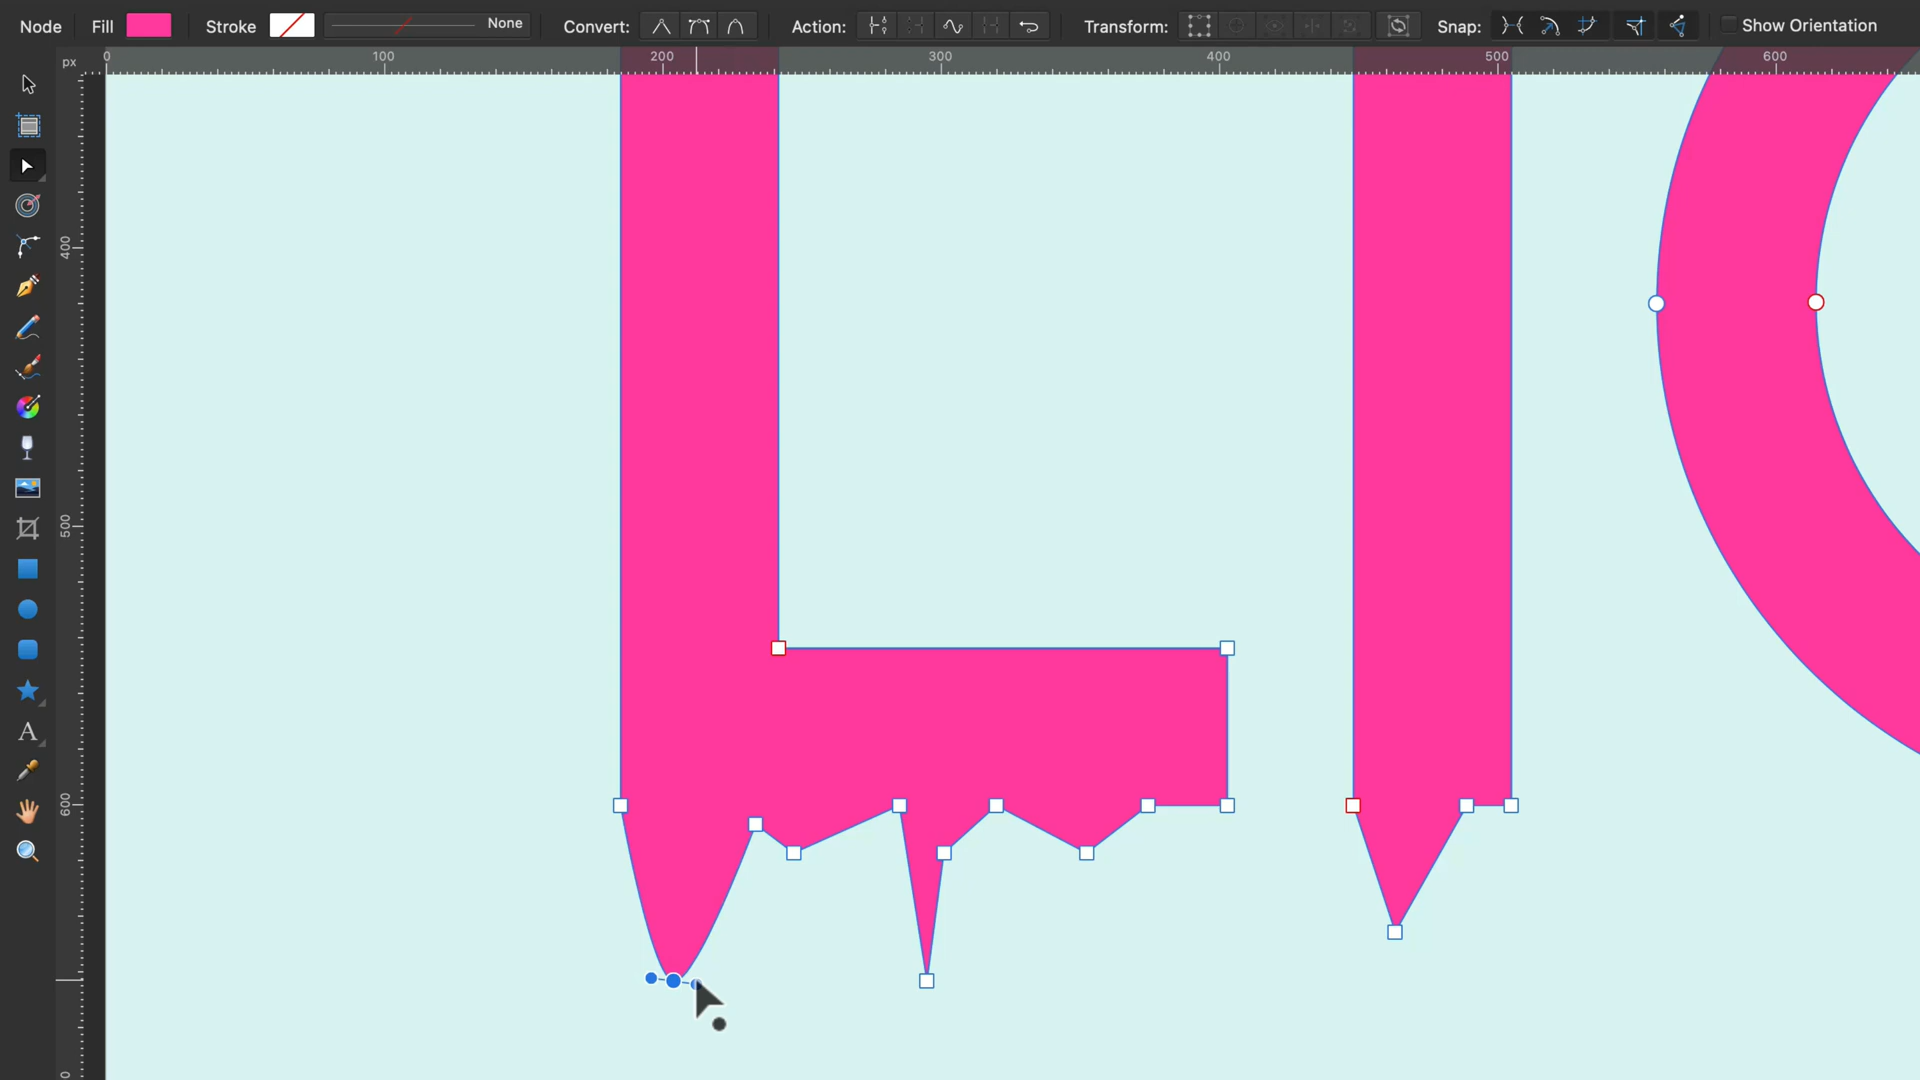 Node Fill Stroke None Convert: Action: Transform: Snap: Show Orientation
px 0 100 200 300 400 500 600
400
500
600
0
A